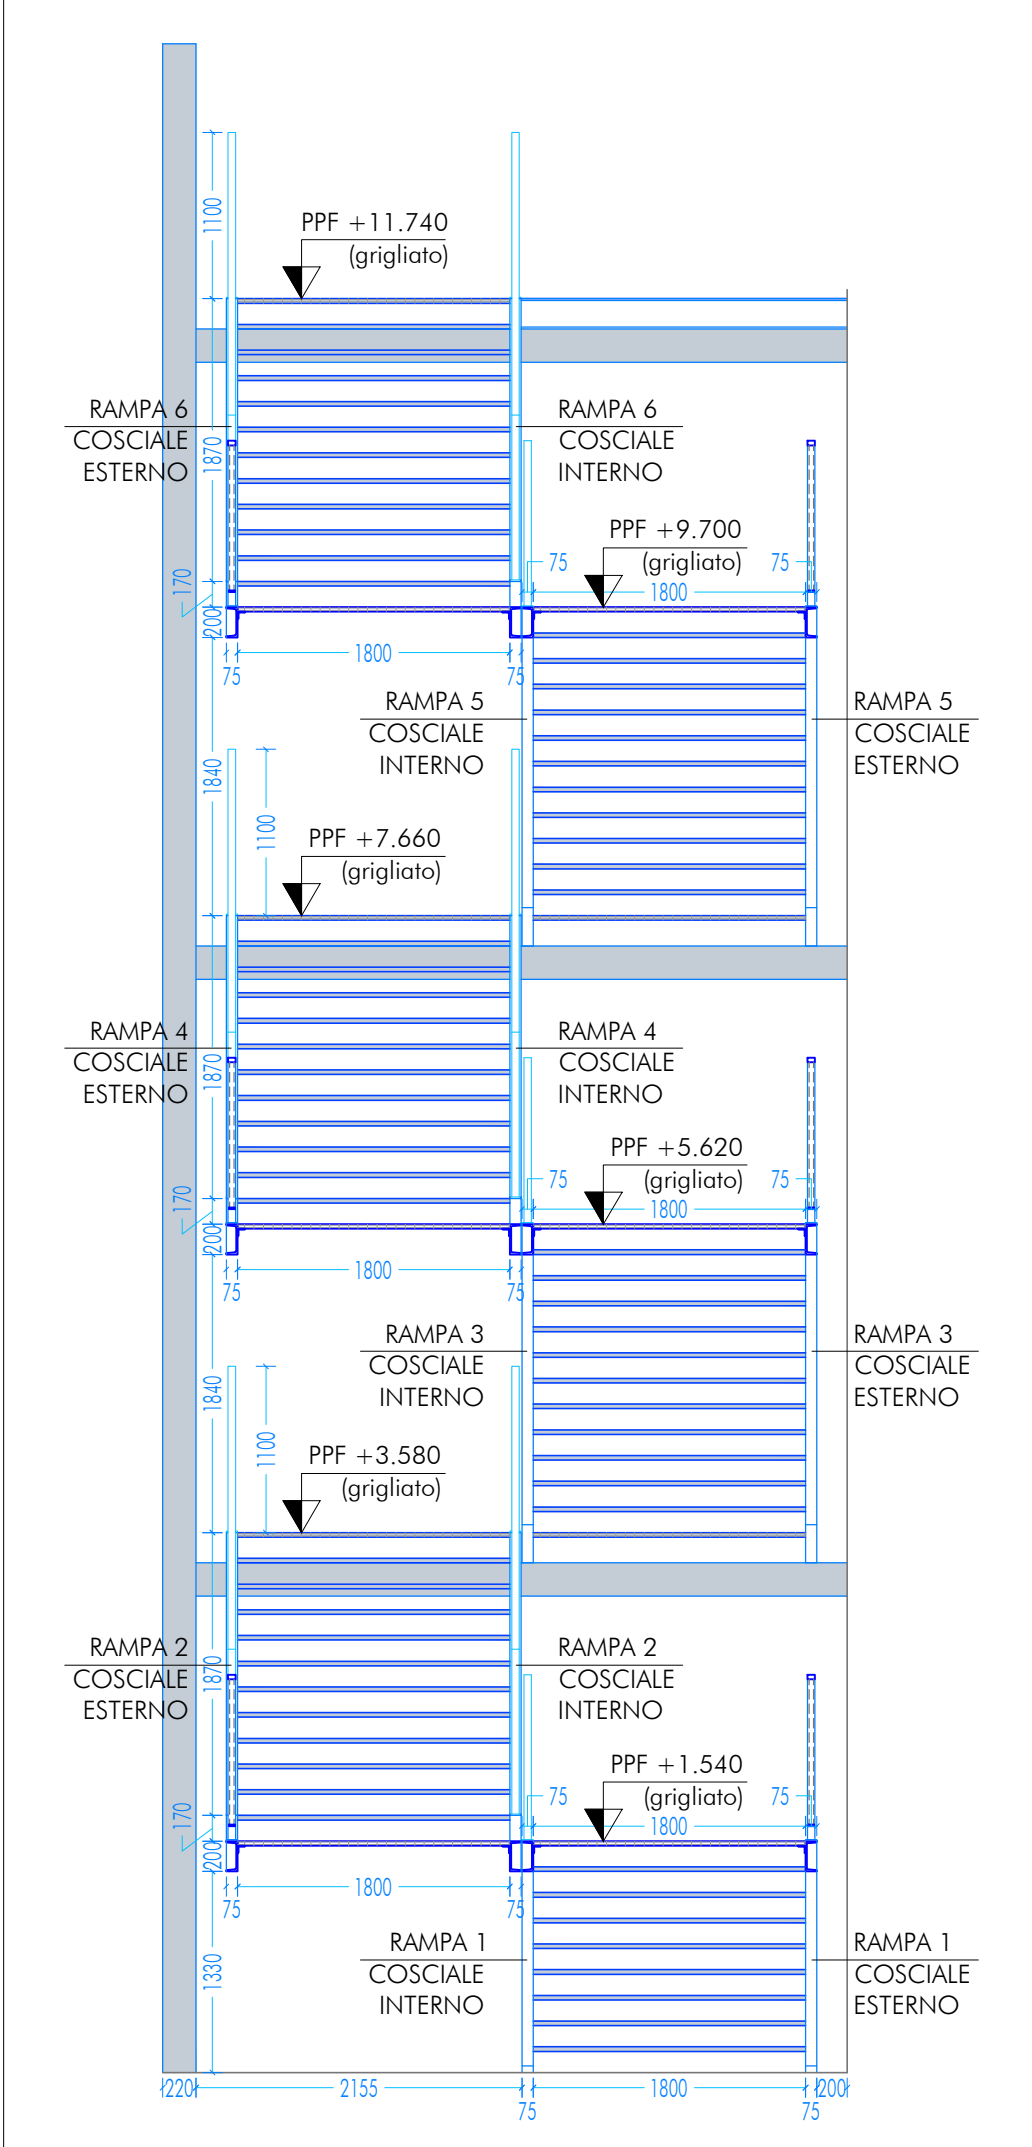 1100
PPF +11.740
(grigliato)
RAMPA 6
COSCIALE
ESTERNO
1870
RAMPA 6
COSCIALE
INTERNO
PPF +9.700
(grigliato)
75
75
1800
170
200
1800
75
75
RAMPA 5
COSCIALE
INTERNO
RAMPA 5
COSCIALE
ESTERNO
1840
1100
PPF +7.660
(grigliato)
RAMPA 4
COSCIALE
ESTERNO
1870
RAMPA 4
COSCIALE
INTERNO
PPF +5.620
(grigliato)
75
75
1800
170
200
1800
75
75
RAMPA 3
COSCIALE
INTERNO
RAMPA 3
COSCIALE
ESTERNO
1840
1100
PPF +3.580
(grigliato)
RAMPA 2
COSCIALE
ESTERNO
1870
RAMPA 2
COSCIALE
INTERNO
PPF +1.540
(grigliato)
75
75
1800
170
200
1800
75
75
RAMPA 1
COSCIALE
INTERNO
RAMPA 1
COSCIALE
ESTERNO
1330
220
2155
1800
200
75
75